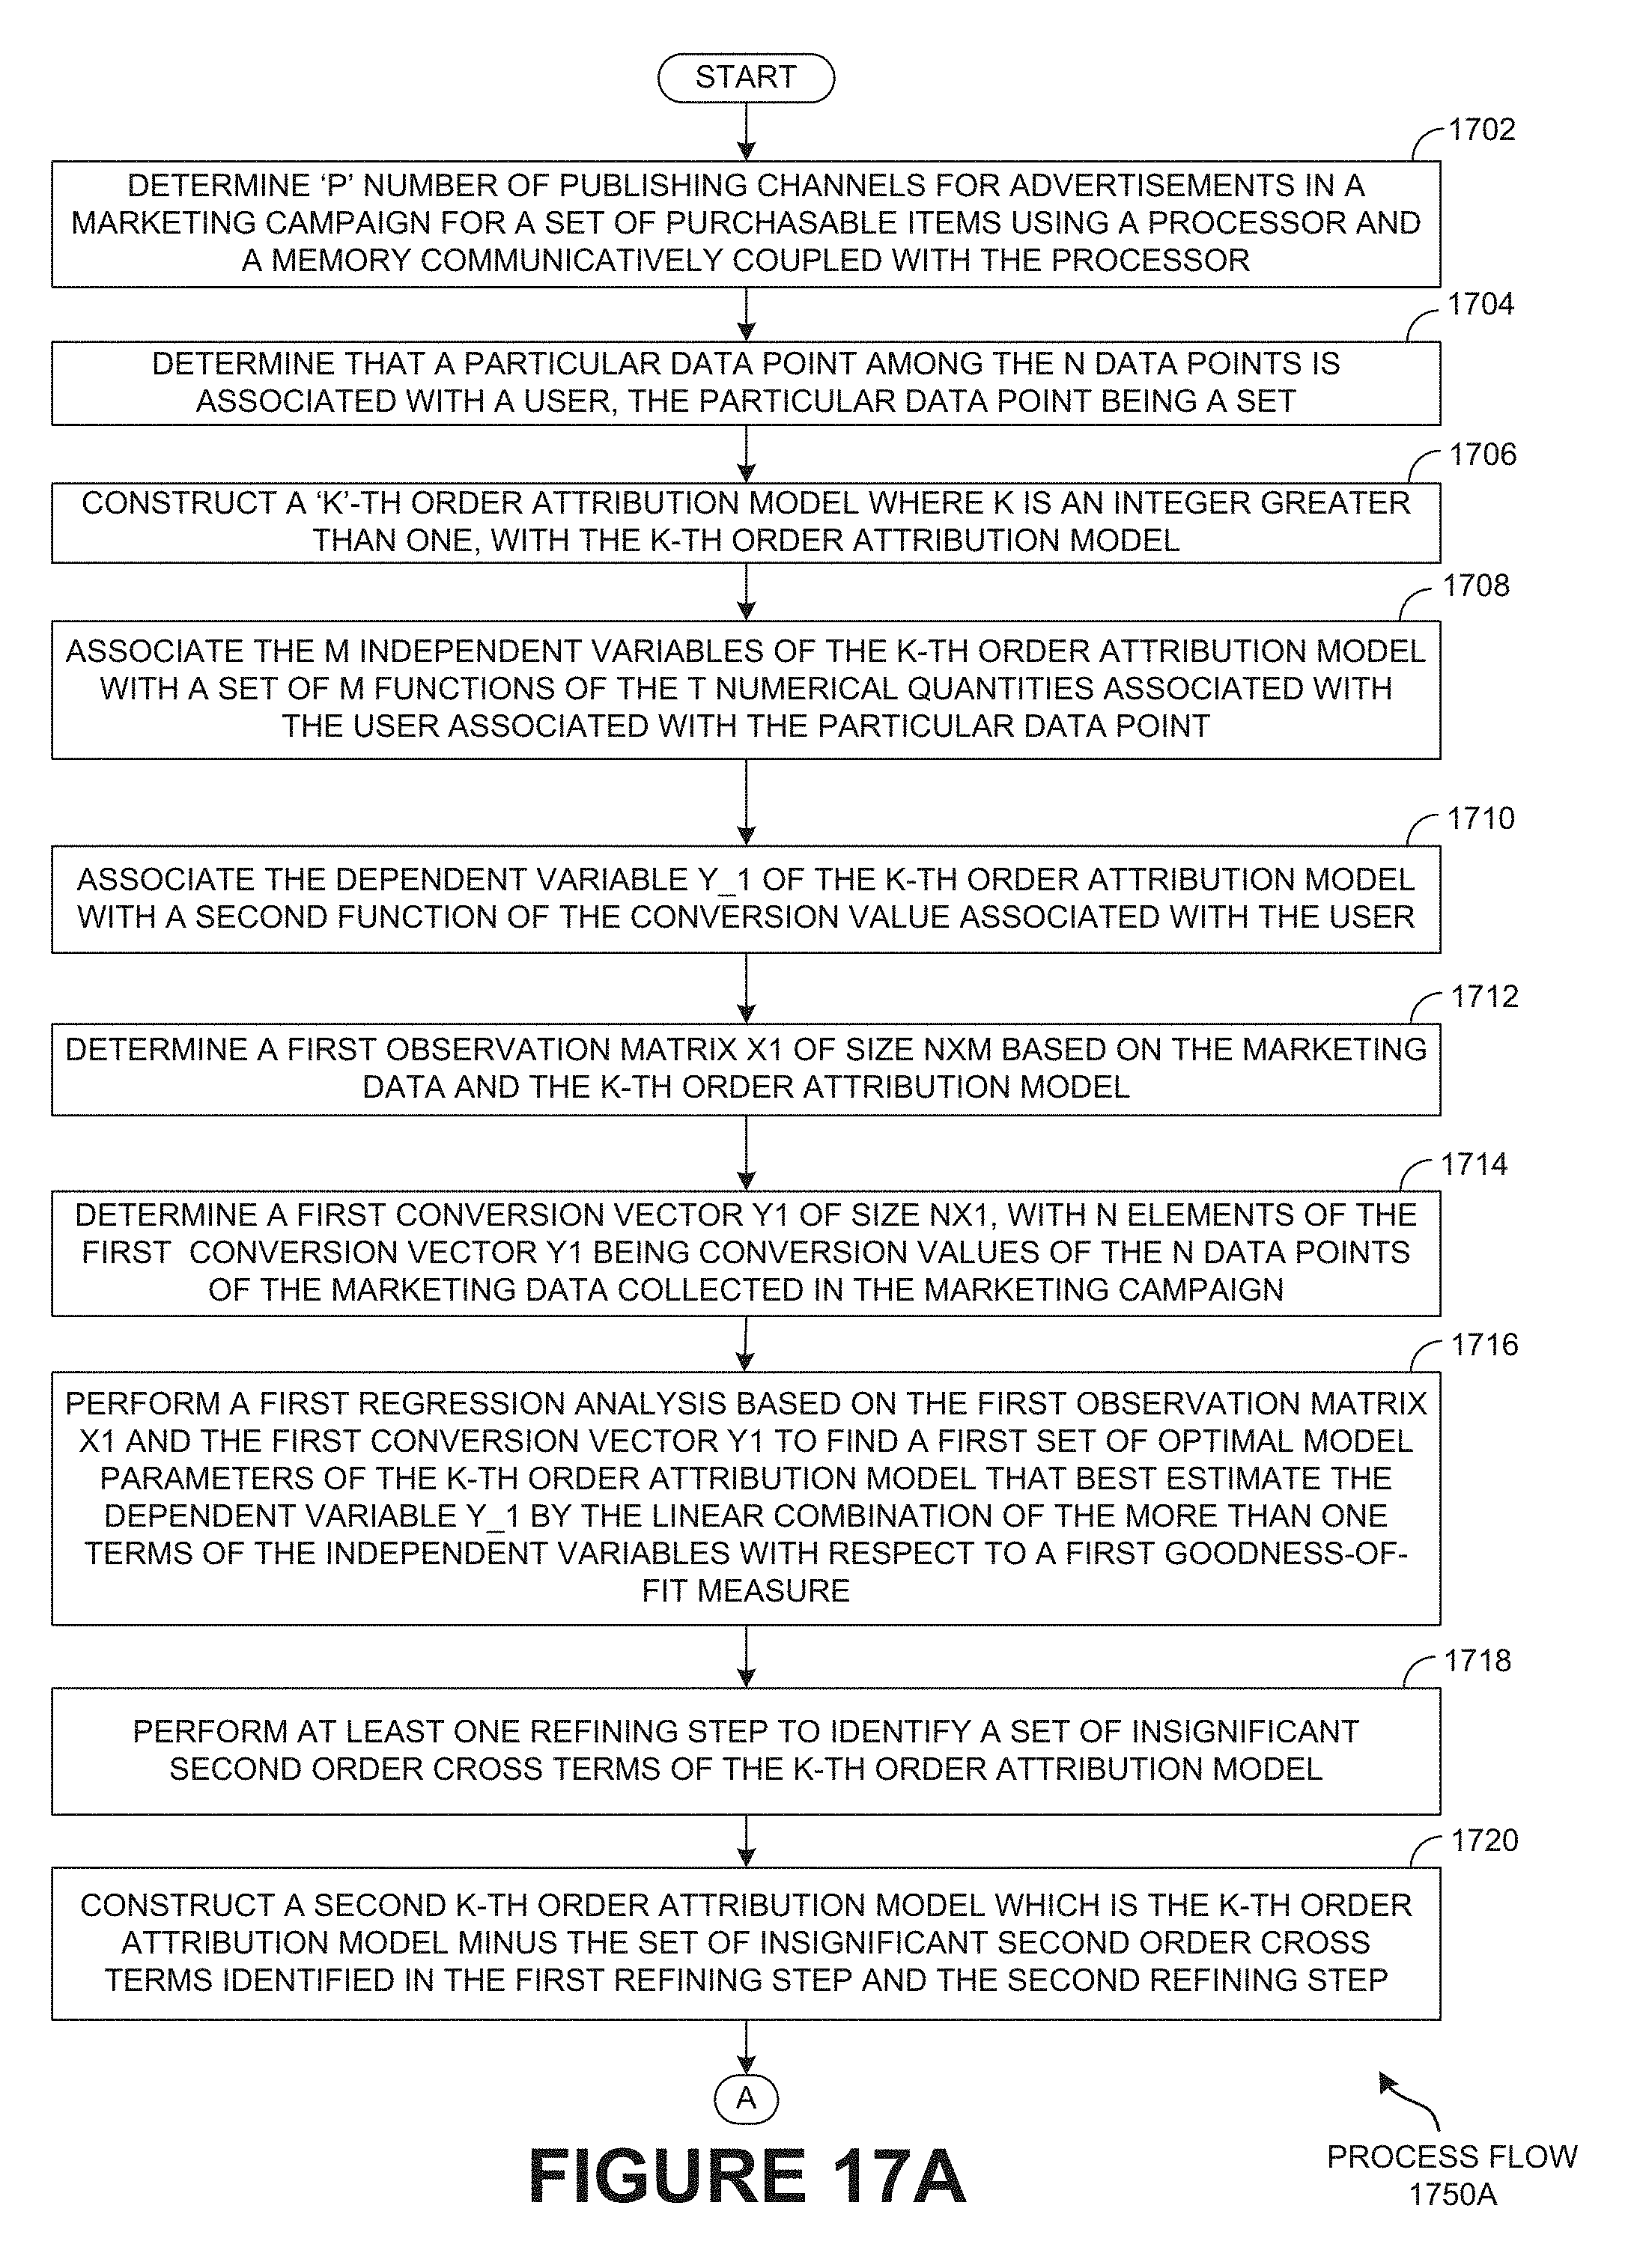 START
1702
DETERMINE ‘P’ NUMBER OF PUBLISHING CHANNELS FOR ADVERTISEMENTS IN A
MARKETING CAMPAIGN FOR A SET OF PURCHASABLE ITEMS USING A PROCESSOR AND
A MEMORY COMMUNICATIVELY COUPLED WITH THE PROCESSOR
1704
DETERMINE THAT A PARTICULAR DATA POINT AMONG THE N DATA POINTS IS
ASSOCIATED WITH A USER, THE PARTICULAR DATA POINT BEING A SET
1706
CONSTRUCT A ‘K’-TH ORDER ATTRIBUTION MODEL WHERE K IS AN INTEGER GREATER
THAN ONE, WITH THE K-TH ORDER ATTRIBUTION MODEL
1708
ASSOCIATE THE M INDEPENDENT VARIABLES OF THE K-TH ORDER ATTRIBUTION MODEL
WITH A SET OF M FUNCTIONS OF THE T NUMERICAL QUANTITIES ASSOCIATED WITH
THE USER ASSOCIATED WITH THE PARTICULAR DATA POINT
1710
ASSOCIATE THE DEPENDENT VARIABLE Y_1 OF THE K-TH ORDER ATTRIBUTION MODEL
WITH A SECOND FUNCTION OF THE CONVERSION VALUE ASSOCIATED WITH THE USER
1712
DETERMINE A FIRST OBSERVATION MATRIX X1 OF SIZE NXM BASED ON THE MARKETING
DATA AND THE K-TH ORDER ATTRIBUTION MODEL
1714
DETERMINE A FIRST CONVERSION VECTOR Y1 OF SIZE NX1, WITH N ELEMENTS OF THE
FIRST CONVERSION VECTOR Y1 BEING CONVERSION VALUES OF THE N DATA POINTS
OF THE MARKETING DATA COLLECTED IN THE MARKETING CAMPAIGN
1716
PERFORM A FIRST REGRESSION ANALYSIS BASED ON THE FIRST OBSERVATION MATRIX
X1 AND THE FIRST CONVERSION VECTOR Y1 TO FIND A FIRST SET OF OPTIMAL MODEL
PARAMETERS OF THE K-TH ORDER ATTRIBUTION MODEL THAT BEST ESTIMATE THE
DEPENDENT VARIABLE Y_1 BY THE LINEAR COMBINATION OF THE MORE THAN ONE
TERMS OF THE INDEPENDENT VARIABLES WITH RESPECT TO A FIRST GOODNESS-OF-
FIT MEASURE
1718
PERFORM AT LEAST ONE REFINING STEP TO IDENTIFY A SET OF INSIGNIFICANT
SECOND ORDER CROSS TERMS OF THE K-TH ORDER ATTRIBUTION MODEL
1720
CONSTRUCT A SECOND K-TH ORDER ATTRIBUTION MODEL WHICH IS THE K-TH ORDER
ATTRIBUTION MODEL MINUS THE SET OF INSIGNIFICANT SECOND ORDER CROSS
TERMS IDENTIFIED IN THE FIRST REFINING STEP AND THE SECOND REFINING STEP
A
FIGURE 17A
PROCESS FLOW
1750A